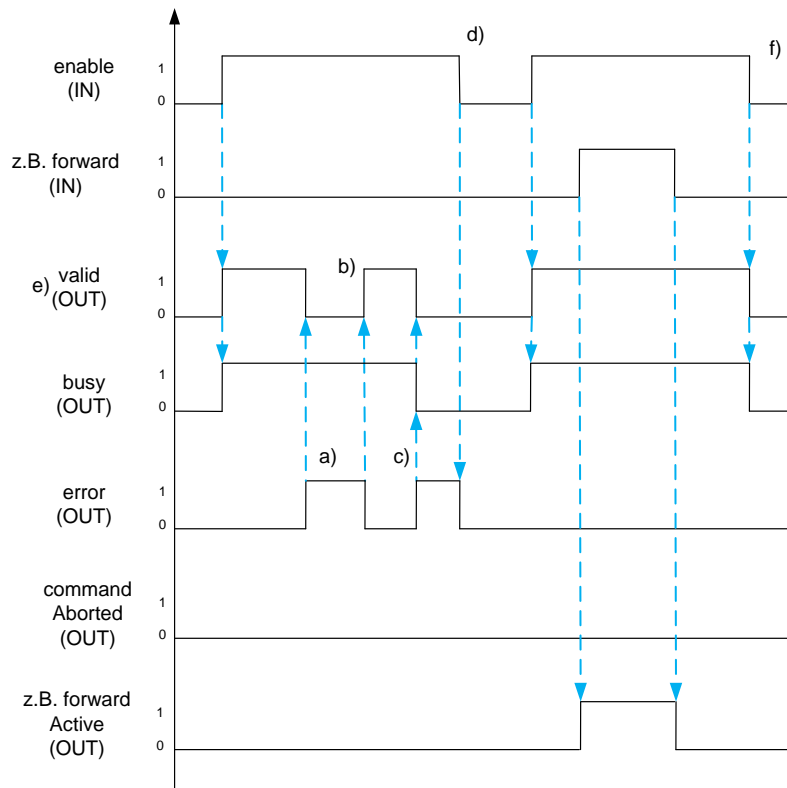 d)
f)
enable
(IN)
1
0
z.B. forward
(IN)
1
0
b)
e)
valid
(OUT)
1
0
busy
(OUT)
1
0
a)
c)
error
(OUT)
1
0
command
Aborted
(OUT)
1
0
z.B. forward
Active
(OUT)
1
0